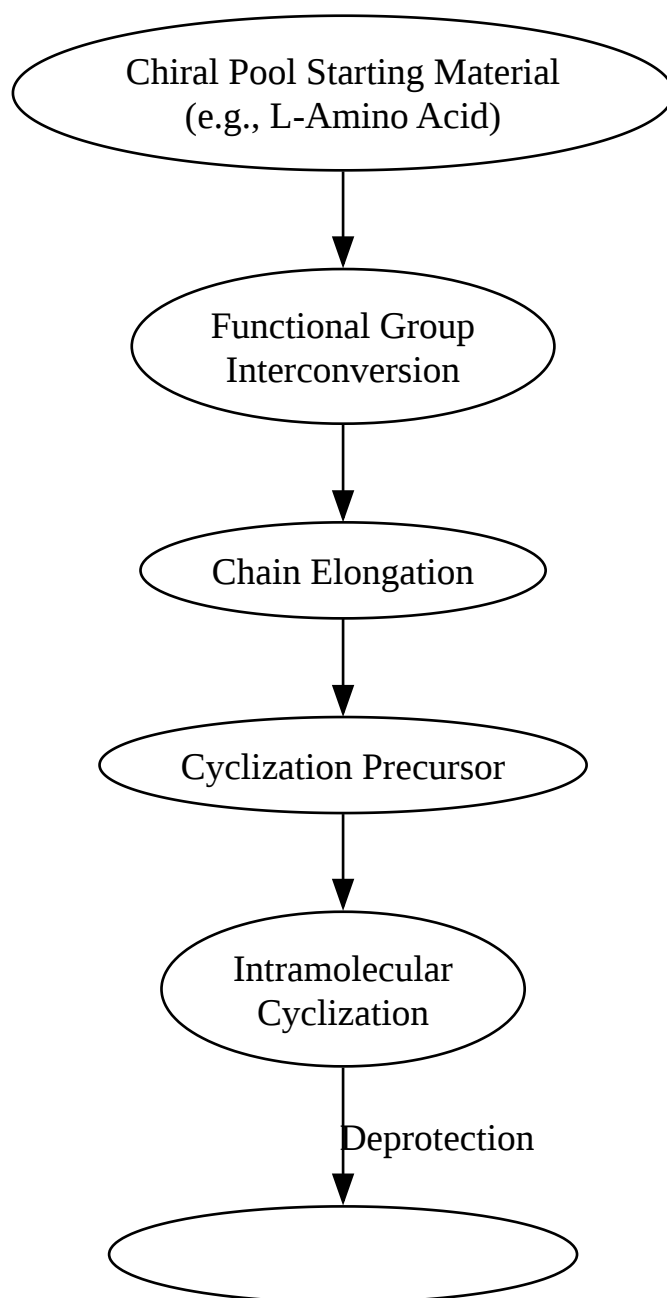 Chiral Pool Starting Material
(e.g., L-Amino Acid)
Functional Group
Interconversion
Chain Elongation
Cyclization Precursor
Intramolecular
Cyclization
Deprotection